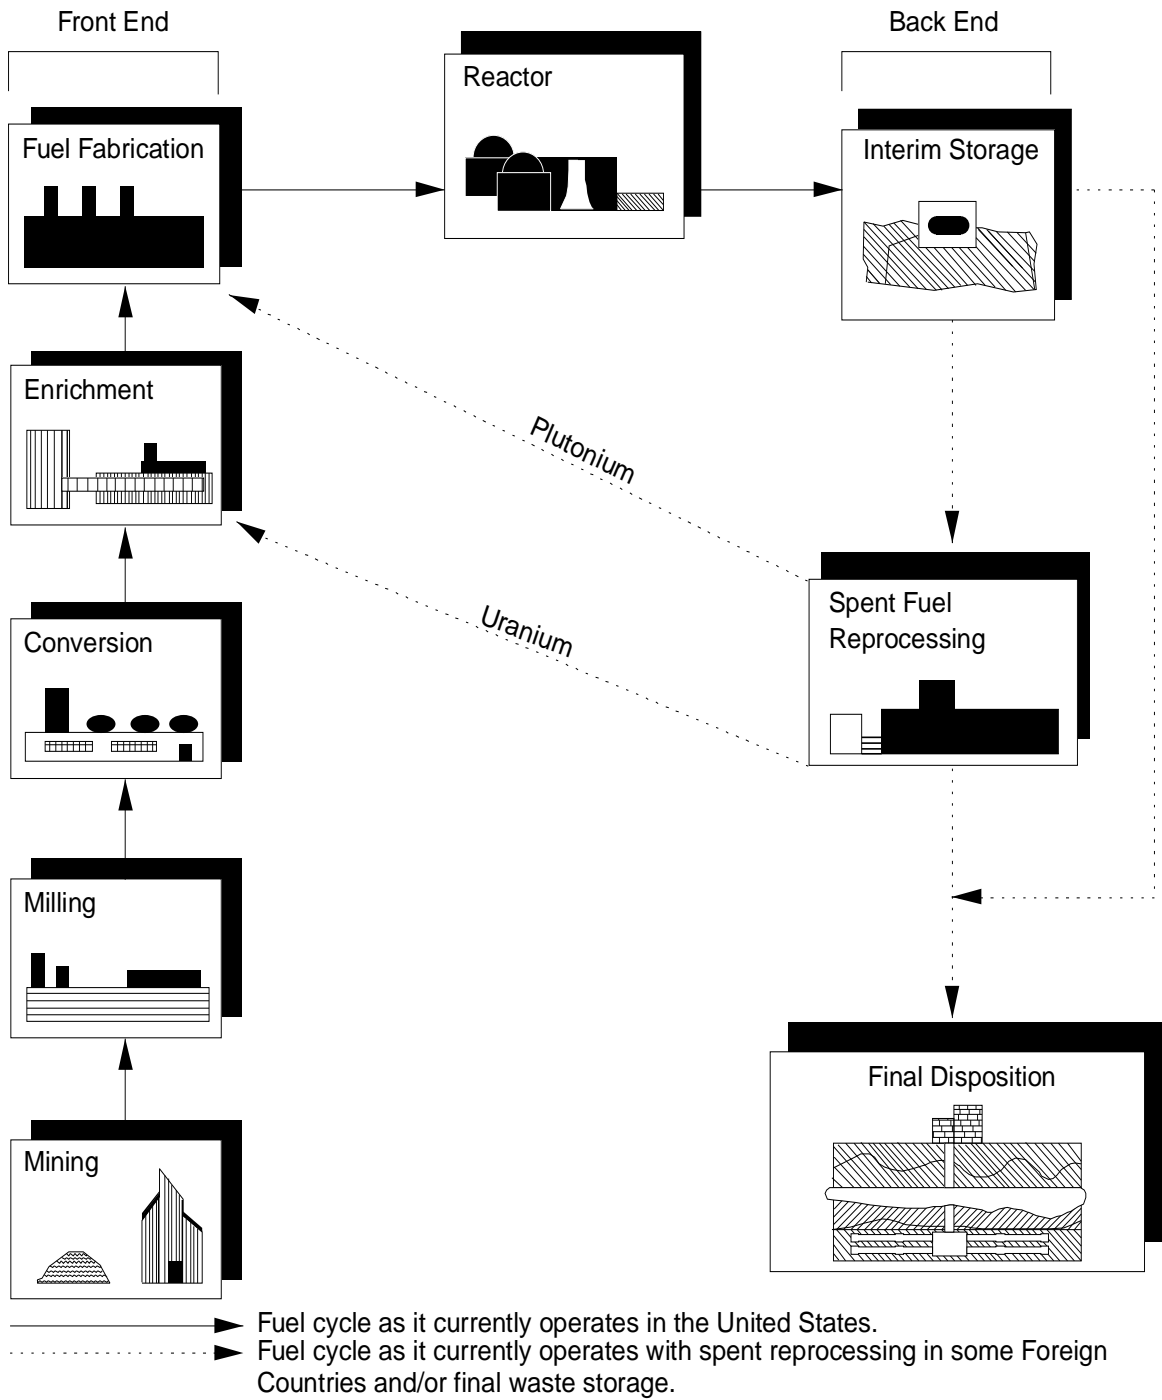 Front End
Back End
Reactor
Fuel Fabrication
Interim Storage
Enrichment
Plutonium
Uranium
Spent Fuel
Reprocessing
Conversion
Milling
Final Disposition
Mining
Fuel cycle as it currently operates in the United States.
Fuel cycle as it currently operates with spent reprocessing in some Foreign
Countries and/or final waste storage.